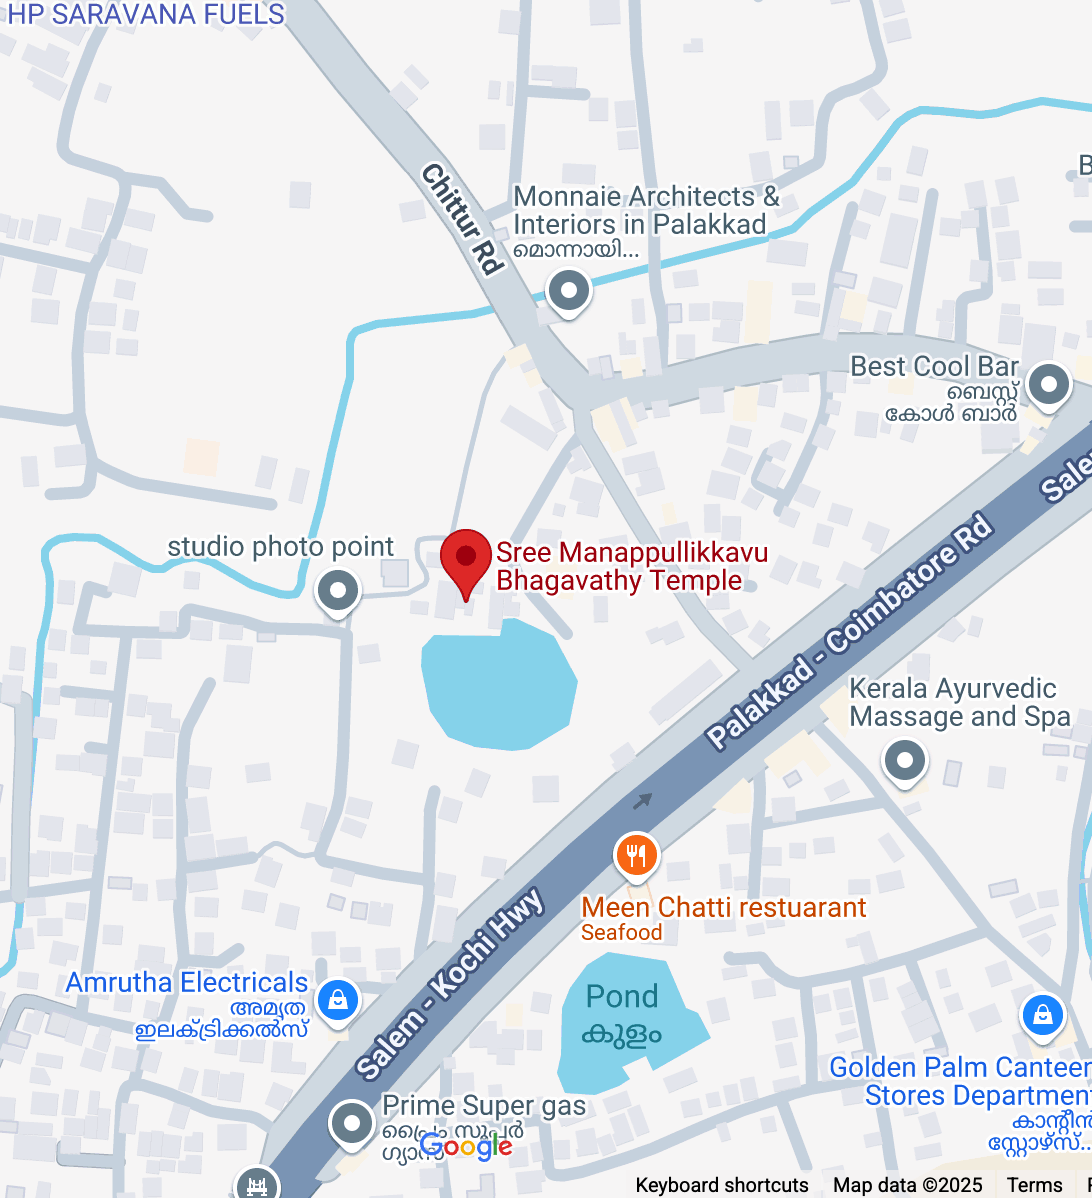 HP SARAVANA FUELS
Chittur Rd
Monnaie Architects &
Interiors in Palakkad
മൊന്നായി...
B
Best Cool Bar
ബെസ്റ്റ്
കോൾ ബാർ
Salem
studio photo point
Sree Manappullikkavu
Bhagavathy Temple
Palakkad - Coimbatore Rd
Kerala Ayurvedic
Massage and Spa
Meen Chatti restuarant
Seafood
Salem - Kochi Hwy
Amrutha Electricals
അമൃത
ഇലക്ട്രിക്കൽസ്
Pond
കുളം
Golden Palm Canteen
Stores Department
കാന്റീൻ
സ്റ്റോഴ്സ്...
Prime Super gas
പ്രൈം സൂപ്പർ
ഗ്യാസ്
Google
Keyboard shortcuts
Map data ©2025
Terms